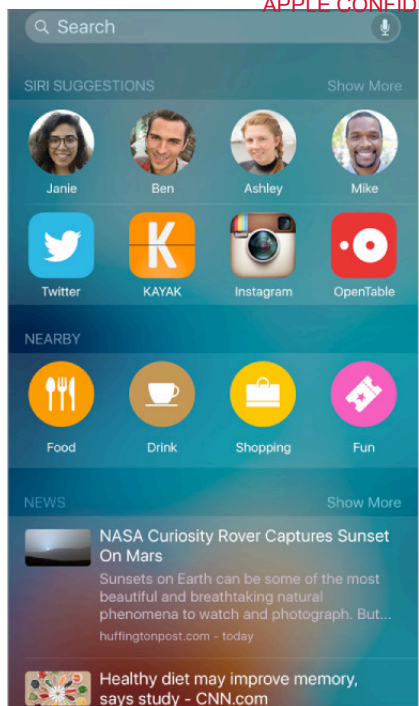 APPLE CONFID
Search
SIRI SUGGESTIONS Show More
Janie Ben Ashley Mike
K
Twitter KAYAK Instagram OpenTable
NEARBY
Food Drink Shopping Fun
NEWS Show More
NASA Curiosity Rover Captures Sunset
On Mars
Sunsets on Earth can be some of the most
beautiful and breathtaking natural
phenomena to watch and photograph. But...
huffingtonpost.com - today
Healthy diet may improve memory,
says study - CNN.com